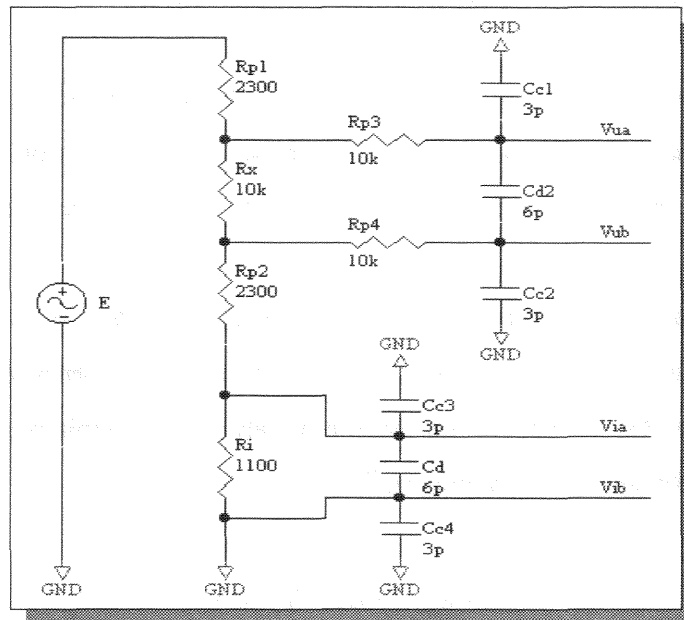 GND
Rp1
2300
Cc1
3p
Rp3
10k
Vua
Rx
10k
Cd2
6p
Rp4
10k
Vub
Rp2
2300
Cc2
3p
+
−
E
GND
GND
Cc3
3p
Via
Ri
1100
Cd
6p
Vib
Cc4
3p
GND
GND
GND